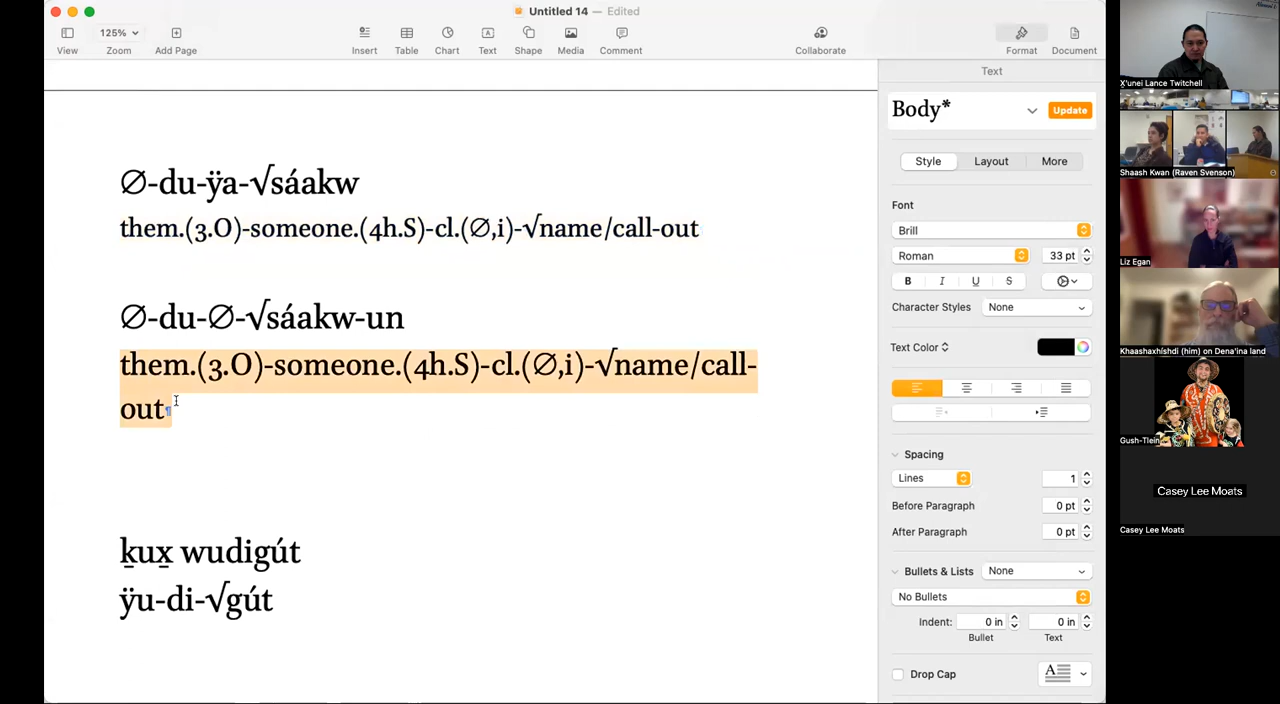 Untitled 14 — Edited
125%
View
Zoom
Add Page
Insert
Table
Chart
Text
Shape
Media
Comment
Collaborate
Format
Document
∅-du-ÿa-√sáakw
them.(3.O)-someone.(4h.S)-cl.(∅,i)-√name/call-out
∅-du-∅-√sáakw-un
them.(3.O)-someone.(4h.S)-cl.(∅,i)-√name/call-
out
ḵux̱ wudigút
ÿu-di-√gút
Text
Body*
Update
Style
Layout
More
Font
Brill
Roman
33 pt
B I U S
Character Styles
None
Text Color
Spacing
Lines
1
Before Paragraph
0 pt
After Paragraph
0 pt
Bullets & Lists
None
No Bullets
Indent:
0 in
0 in
Bullet
Text
Drop Cap
X̱'unei Lance Twitchell
Shaash Kwan (Raven Svenson)
Liz Egan
Khaashaxhíshdi (him) on Dena'ina land
Gush-Tlein
Casey Lee Moats
Casey Lee Moats